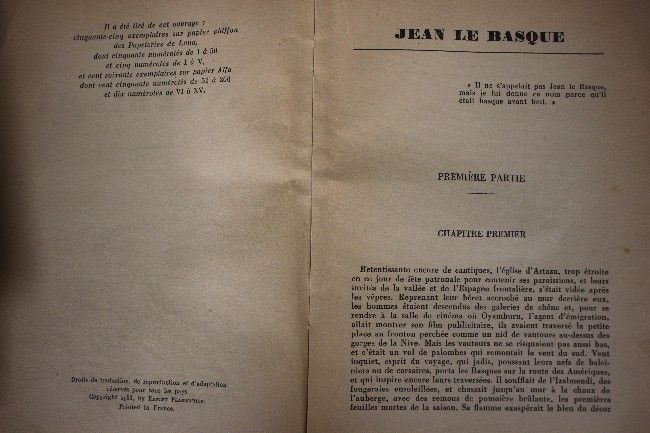 Il a été tiré de cet ouvrage :
cinquante-cinq exemplaires sur papier chiffon
des Papeteries de Lana,
dont cinquante numérotés de 1 à 50
et cinq numérotés de I à V,
et cent soixante exemplaires sur papier Alfa
dont cent cinquante numérotés de 51 à 200
et dix numérotés de VI à XV.
Droits de traduction, de reproduction et d'adaptation
réservés pour tous les pays.
Copyright by
Printed in France.
JEAN LE BASQUE
« Il ne s'appelait pas Jean le Basque,
mais je lui donne ce nom parce qu'il
était basque avant tout. »
PREMIÈRE PARTIE
CHAPITRE PREMIER
Retentissante encore de cantiques, l'église d'Artazu, trop étroite
en ce jour de fête patronale pour contenir ses paroissiens, et leurs
invités de la vallée et de l'Espagne frontalière, s'était vidée après
les vêpres. Reprenant leur béret accroché au mur derrière eux,
les hommes étaient descendus des galeries de chêne et, pour se
rendre à la salle de cinéma où Oyamburu, l'agent d'émigration,
allait montrer son film publicitaire, ils avaient traversé la petite
place au fronton perchée comme un nid de vautours au-dessus des
gorges de la Nive. Mais les vautours ne se risquaient pas aussi bas,
et c'était un vol de palombes qui remontait le vent du sud. Vent
inquiet, esprit du voyage, qui jadis, poussant leurs nefs de balei-
niers ou de corsaires, porta les Basques sur la route des Amériques,
et qui inspire encore leurs traversées. Il soufflait de l'Izalmendi, des
fougeraies ensoleillées, et chassait jusqu'au mur à la chaux de
l'auberge, avec des remous de poussière brûlante, les premières
feuilles mortes de la saison. Sa flamme exaspérait le bleu du décor